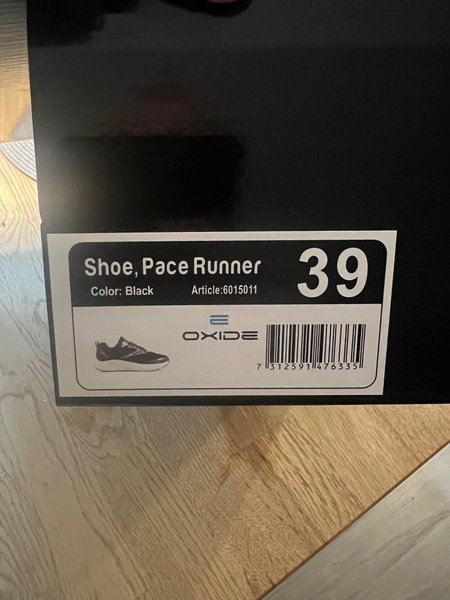 Shoe, Pace Runner
39
Color: Black
Article:6015011
OXIDE
7 312591 476335